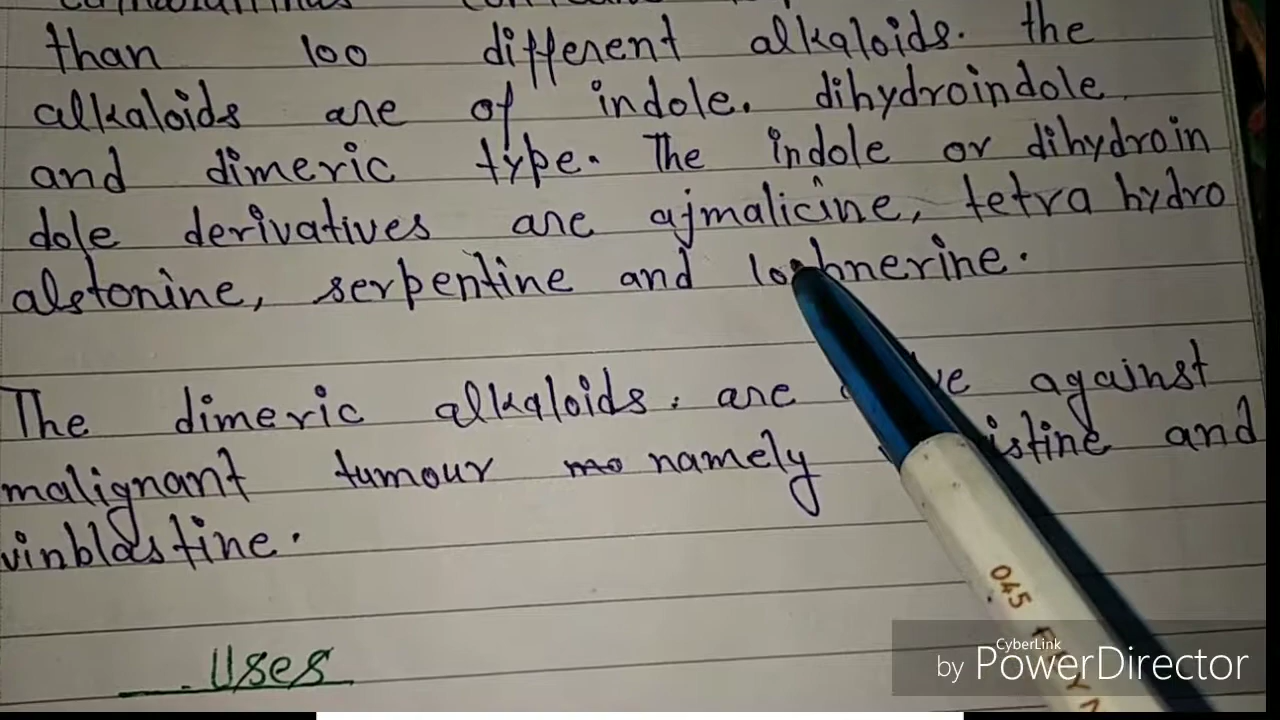 than 100 different alkaloids. the
alkaloids are of indole. dihydroindole
and dimeric type. The indole or dihydroin
dole derivatives are ajmalicine, tetra hydro
alstonine, serpentine and lochnerine.
The dimeric alkaloids. are against
malignant tumour namely and
vinblastine.
Uses
045
CyberLink
by PowerDirector